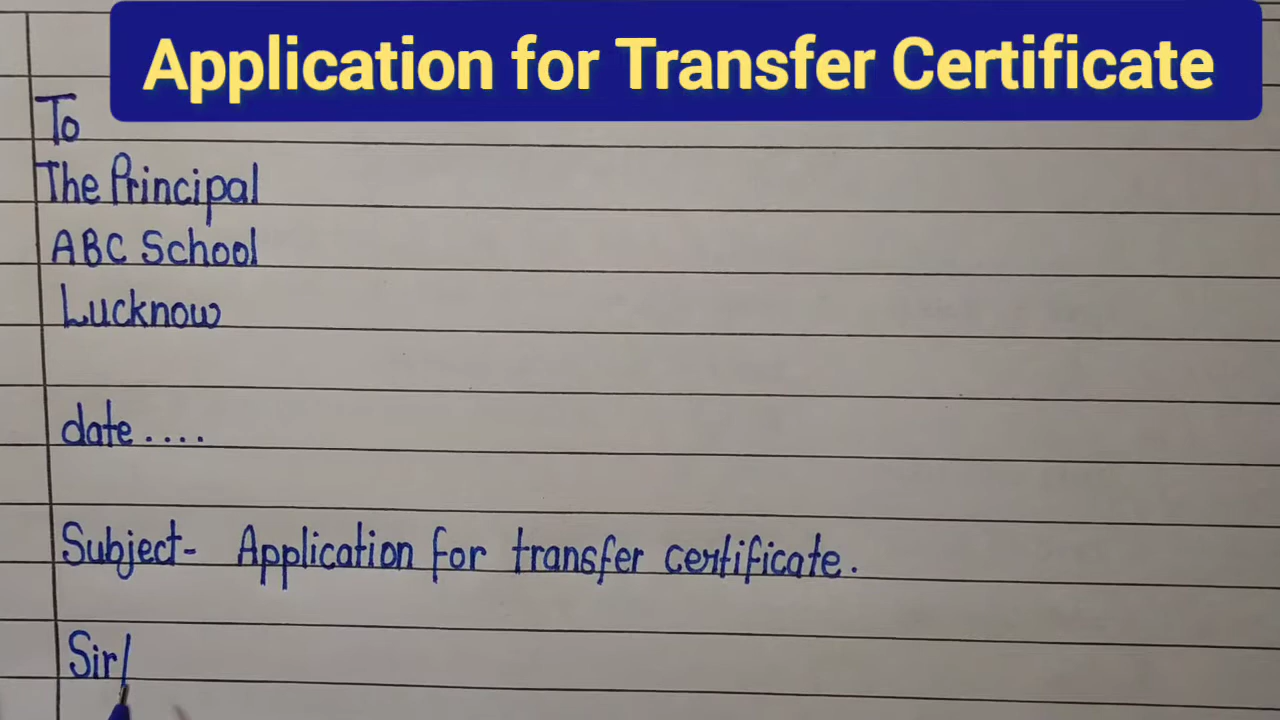 Application for Transfer Certificate
To
The Principal
ABC School
Lucknow
date....
Subject- Application for transfer certificate.
Sir/